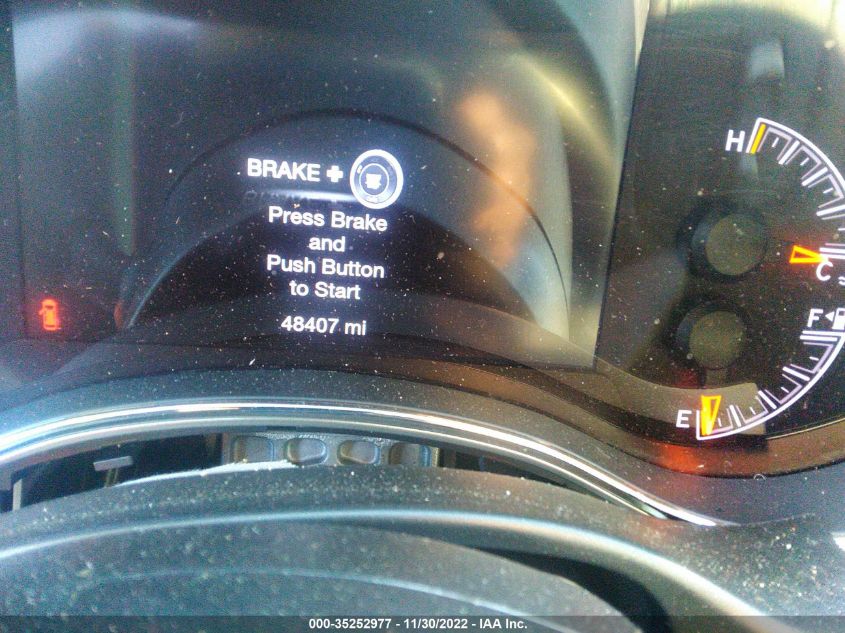 BRAKE +
Press Brake
and
Push Button
to Start
48407 mi
H
C
F
E
000-35252977 - 11/30/2022 - IAA Inc.